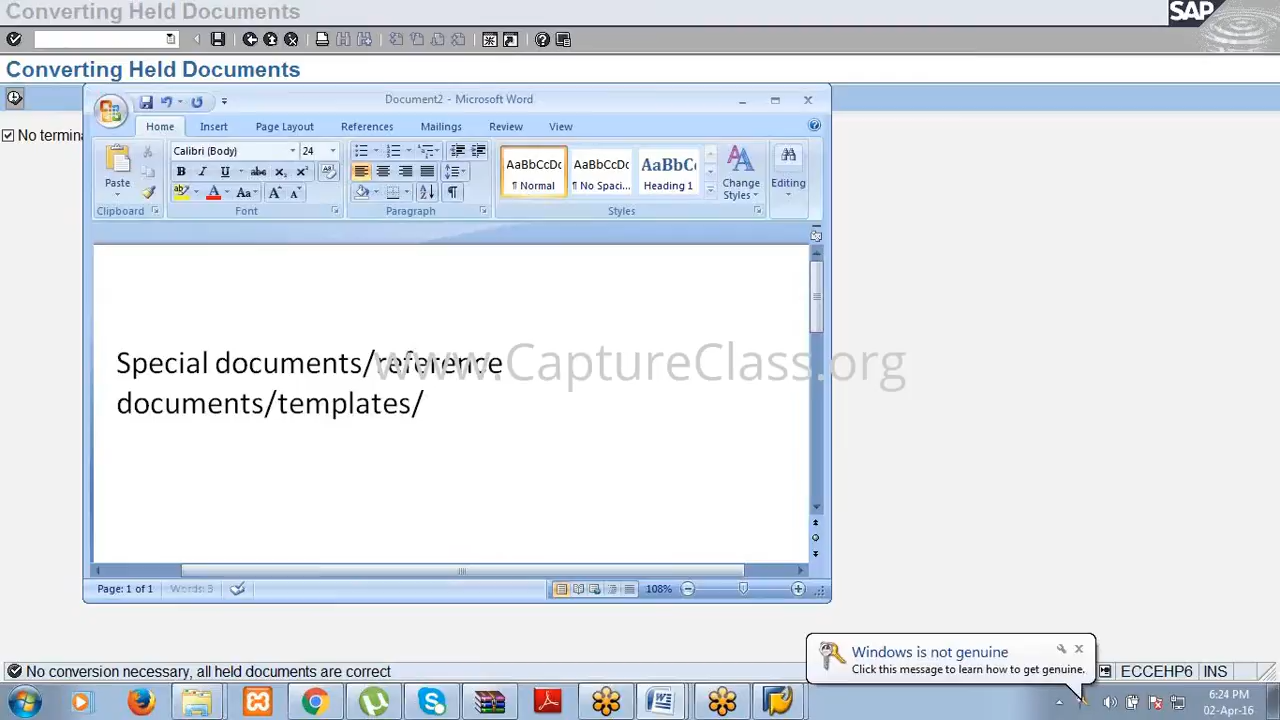 Converting Held Documents
SAP
Converting Held Documents
No termina
Document2 - Microsoft Word
Home Insert Page Layout References Mailings Review View
Calibri (Body) 24
AaBbCcDc AaBbCcDc AaBbCc
Paste
¶ Normal ¶ No Spaci... Heading 1
Change
Styles
Editing
Clipboard Font Paragraph Styles
Special documents/reference
documents/templates/
www.CaptureClass.org
Page: 1 of 1 Words: 9 108%
Windows is not genuine
Click this message to learn how to get genuine.
No conversion necessary, all held documents are correct
ECCEHP6 INS
6:24 PM
02-Apr-16